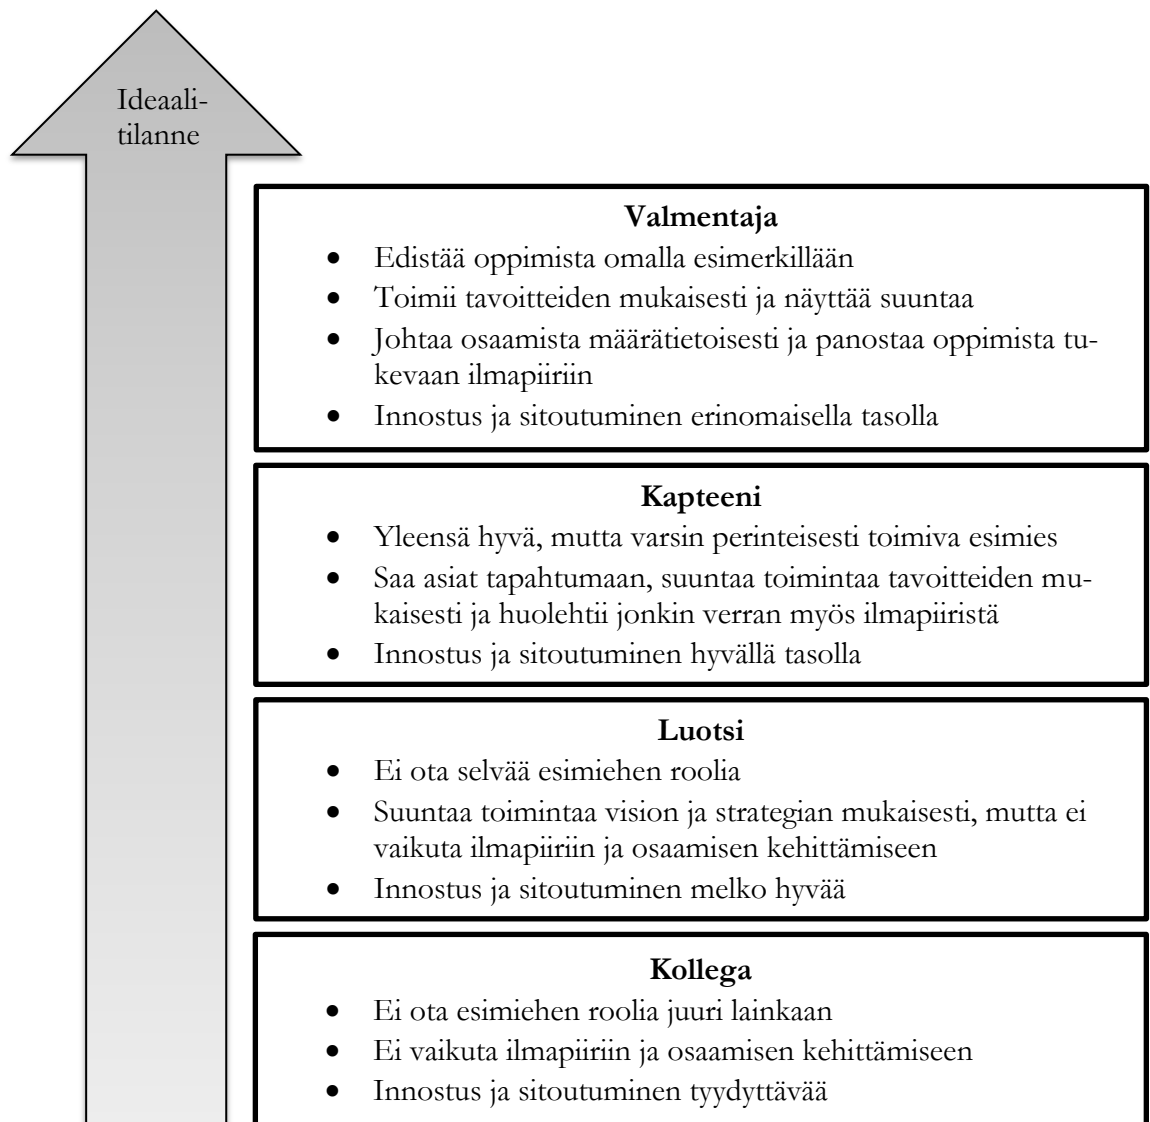 Ideaali-
tilanne
Valmentaja
• Edistää oppimista omalla esimerkillään
• Toimii tavoitteiden mukaisesti ja näyttää suuntaa
• Johtaa osaamista määrätietoisesti ja panostaa oppimista tu-
kevaan ilmapiiriin
• Innostus ja sitoutuminen erinomaisella tasolla
Kapteeni
• Yleensä hyvä, mutta varsin perinteisesti toimiva esimies
• Saa asiat tapahtumaan, suuntaa toimintaa tavoitteiden mu-
kaisesti ja huolehtii jonkin verran myös ilmapiiristä
• Innostus ja sitoutuminen hyvällä tasolla
Luotsi
• Ei ota selvää esimiehen roolia
• Suuntaa toimintaa vision ja strategian mukaisesti, mutta ei
vaikuta ilmapiiriin ja osaamisen kehittämiseen
• Innostus ja sitoutuminen melko hyvää
Kollega
• Ei ota esimiehen roolia juuri lainkaan
• Ei vaikuta ilmapiiriin ja osaamisen kehittämiseen
• Innostus ja sitoutuminen tyydyttävää